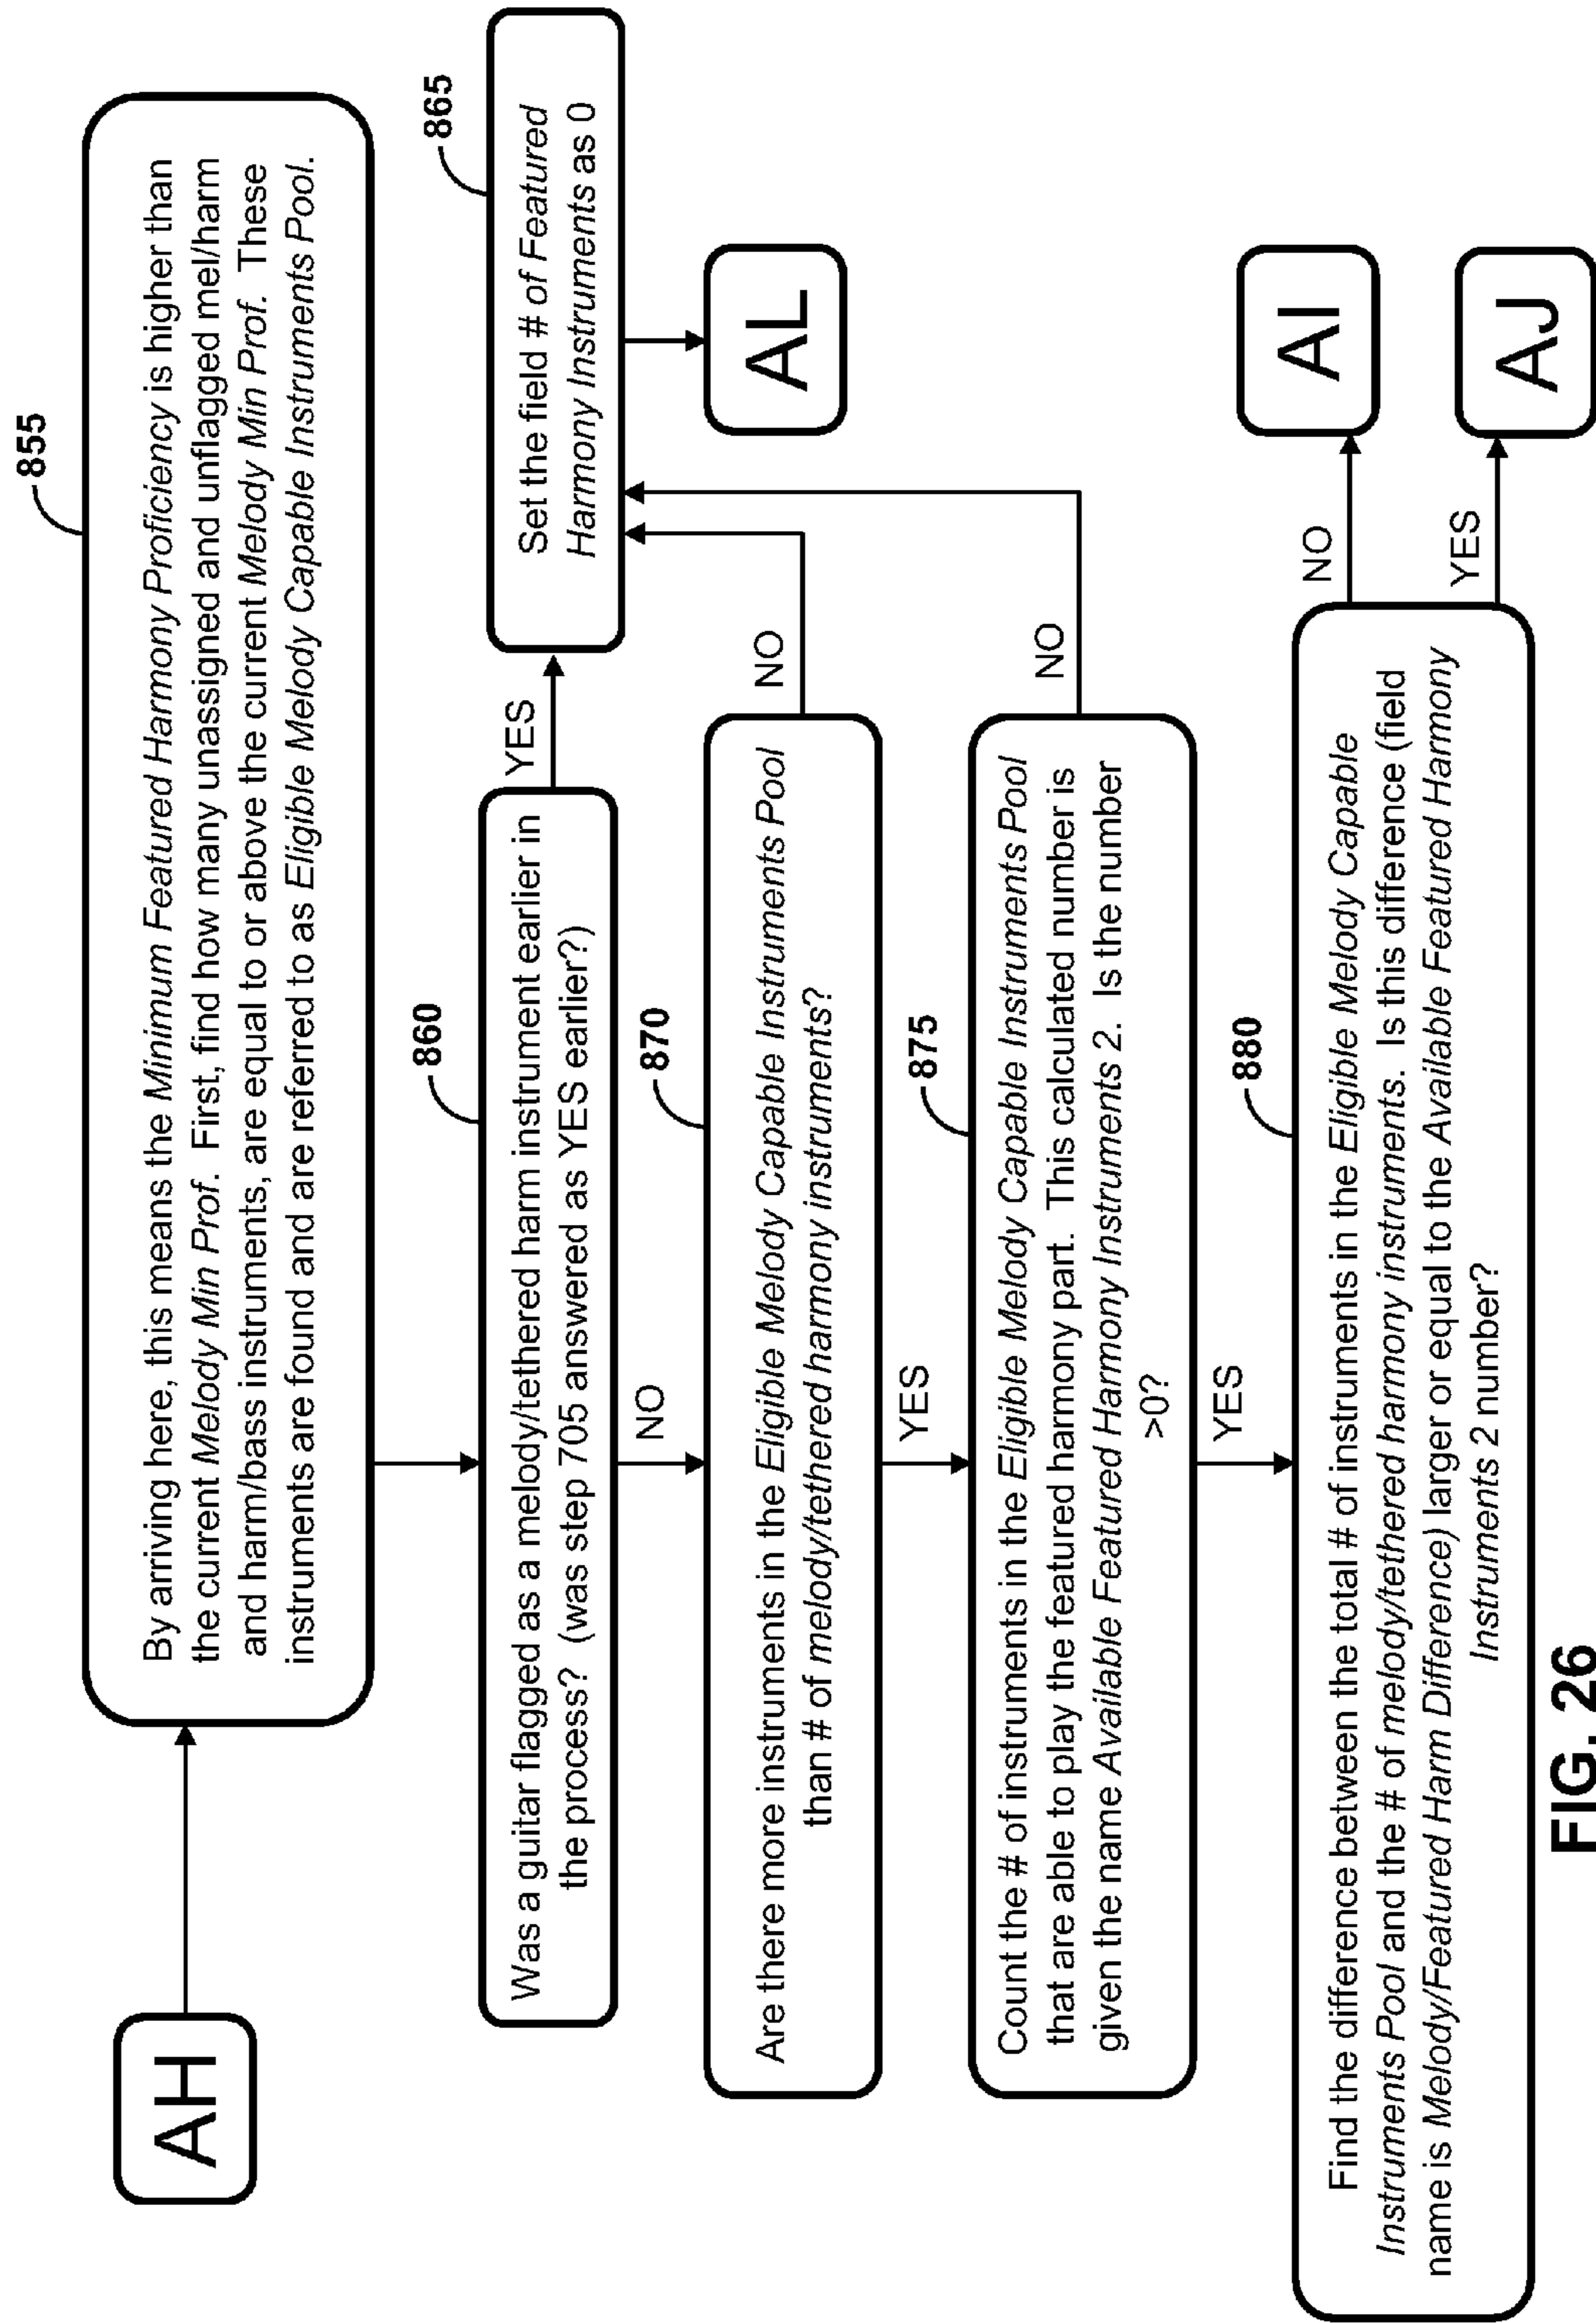 855
AH
By arriving here, this means the Minimum Featured Harmony Proficiency is higher than
the current Melody Min Prof. First, find how many unassigned and unflagged mel/harm
and harm/bass instruments, are equal to or above the current Melody Min Prof. These
instruments are found and are referred to as Eligible Melody Capable Instruments Pool.
860
Was a guitar flagged as a melody/tethered harm instrument earlier in
the process? (was step 705 answered as YES earlier?)
YES
865
Set the field # of Featured
Harmony Instruments as 0
AL
NO
870
Are there more instruments in the Eligible Melody Capable Instruments Pool
than # of melody/tethered harmony instruments?
NO
YES
875
Count the # of instruments in the Eligible Melody Capable Instruments Pool
that are able to play the featured harmony part. This calculated number is
given the name Available Featured Harmony Instruments 2. Is the number
>0?
NO
YES
880
Find the difference between the total # of instruments in the Eligible Melody Capable
Instruments Pool and the # of melody/tethered harmony instruments. Is this difference (field
name is Melody/Featured Harm Difference) larger or equal to the Available Featured Harmony
Instruments 2 number?
NO
AI
YES
AJ
FIG. 26